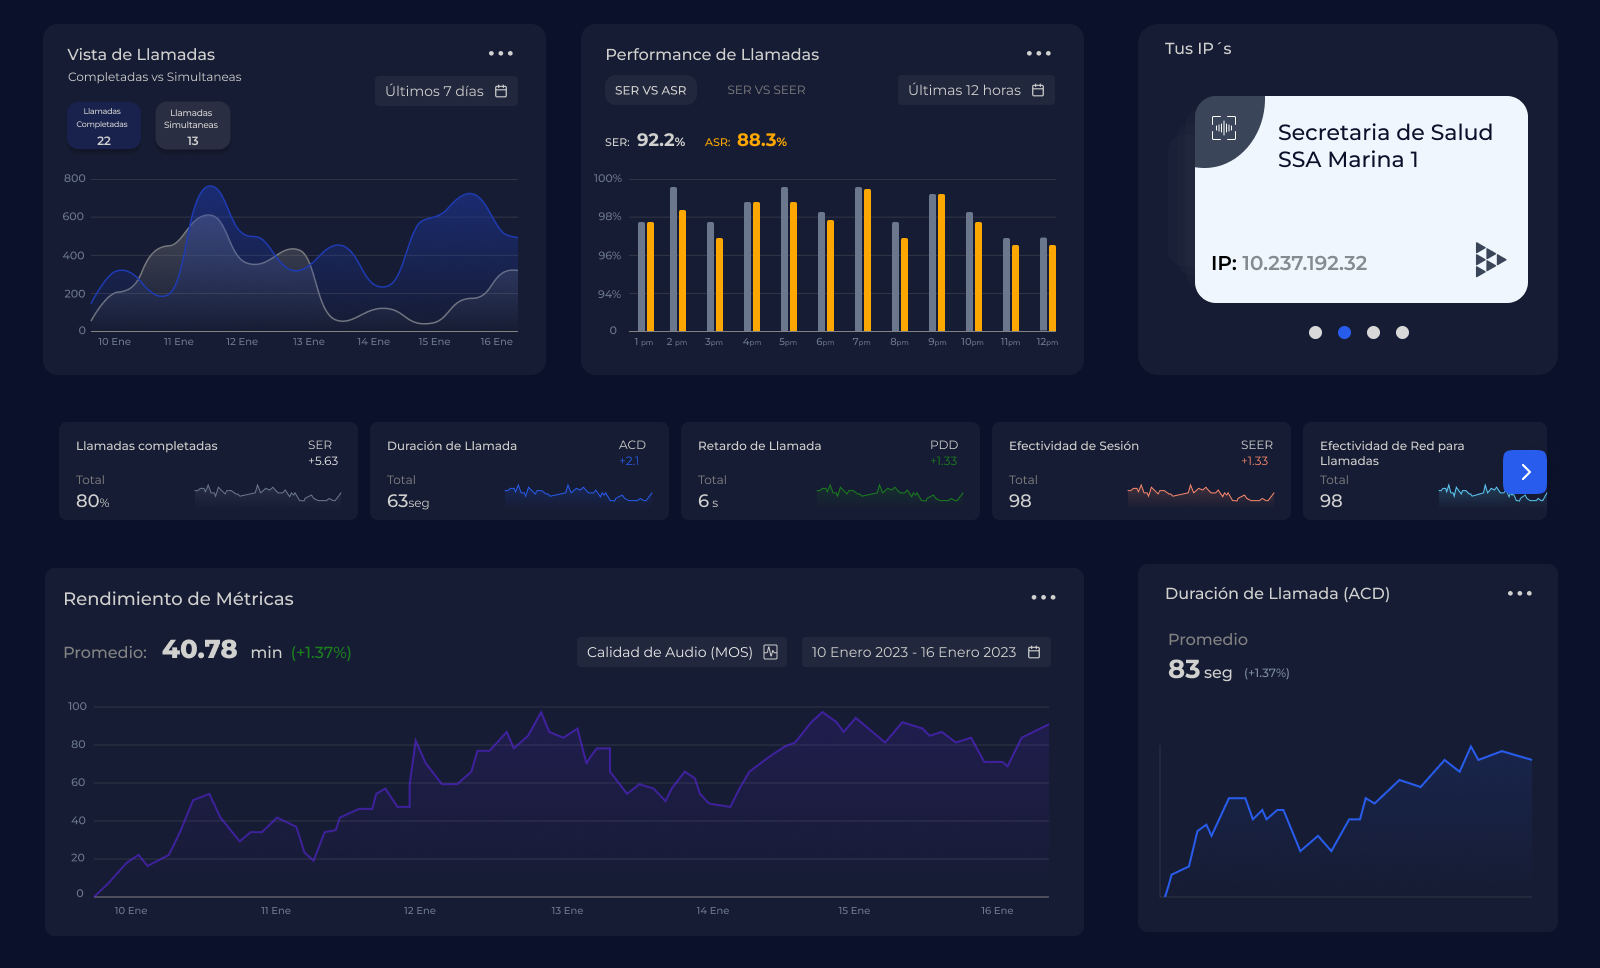 Vista de Llamadas
Completadas vs Simultaneas
Últimos 7 días
Llamadas
Completadas
22
Llamadas
Simultaneas
13
800
600
400
200
0
10 Ene 11 Ene 12 Ene 13 Ene 14 Ene 15 Ene 16 Ene
Performance de Llamadas
SER VS ASR SER VS SEER
Últimas 12 horas
SER: 92.2% ASR: 88.3%
100%
98%
96%
94%
0
1 pm 2 pm 3pm 4pm 5pm 6pm 7pm 8pm 9pm 10pm 11pm 12pm
Tus IP´s
Secretaria de Salud
SSA Marina 1
IP: 10.237.192.32
Llamadas completadas
SER
+5.63
Total
80%
Duración de Llamada
ACD
+2.1
Total
63seg
Retardo de Llamada
PDD
+1.33
Total
6 s
Efectividad de Sesión
SEER
+1.33
Total
98
Efectividad de Red para
Llamadas
Total
98
Rendimiento de Métricas
Promedio: 40.78 min (+1.37%)
Calidad de Audio (MOS)
10 Enero 2023 - 16 Enero 2023
100
80
60
40
20
0
10 Ene 11 Ene 12 Ene 13 Ene 14 Ene 15 Ene 16 Ene
Duración de Llamada (ACD)
Promedio
83 seg (+1.37%)